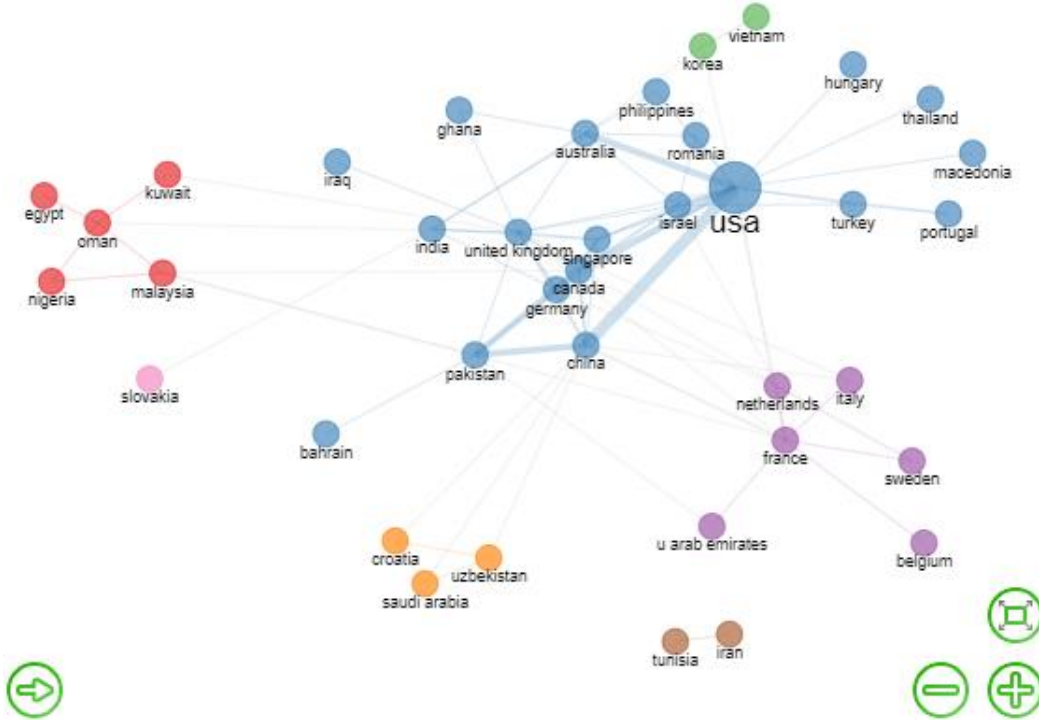 vietnam
korea
hungary
philippines
thailand
ghana
australia
romania
macedonia
iraq
kuwait
egypt
oman
india
united kingdom
israel
usa
turkey
portugal
singapore
nigeria
malaysia
canada
germany
pakistan
china
slovakia
netherlands
italy
bahrain
france
sweden
u arab emirates
belgium
croatia
uzbekistan
saudi arabia
tunisia
iran